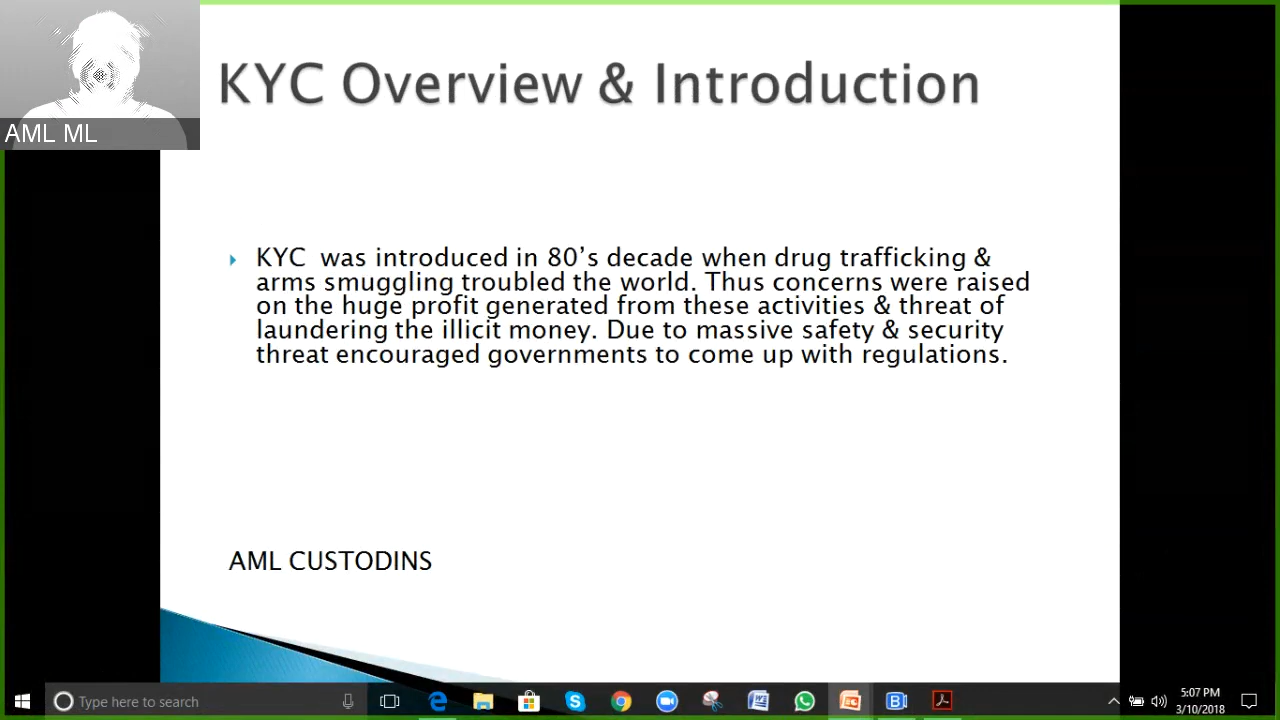 KYC Overview & Introduction
AML ML
KYC was introduced in 80's decade when drug trafficking &
arms smuggling troubled the world. Thus concerns were raised
on the huge profit generated from these activities & threat of
laundering the illicit money. Due to massive safety & security
threat encouraged governments to come up with regulations.
AML CUSTODINS
Type here to search
5:07 PM
3/10/2018